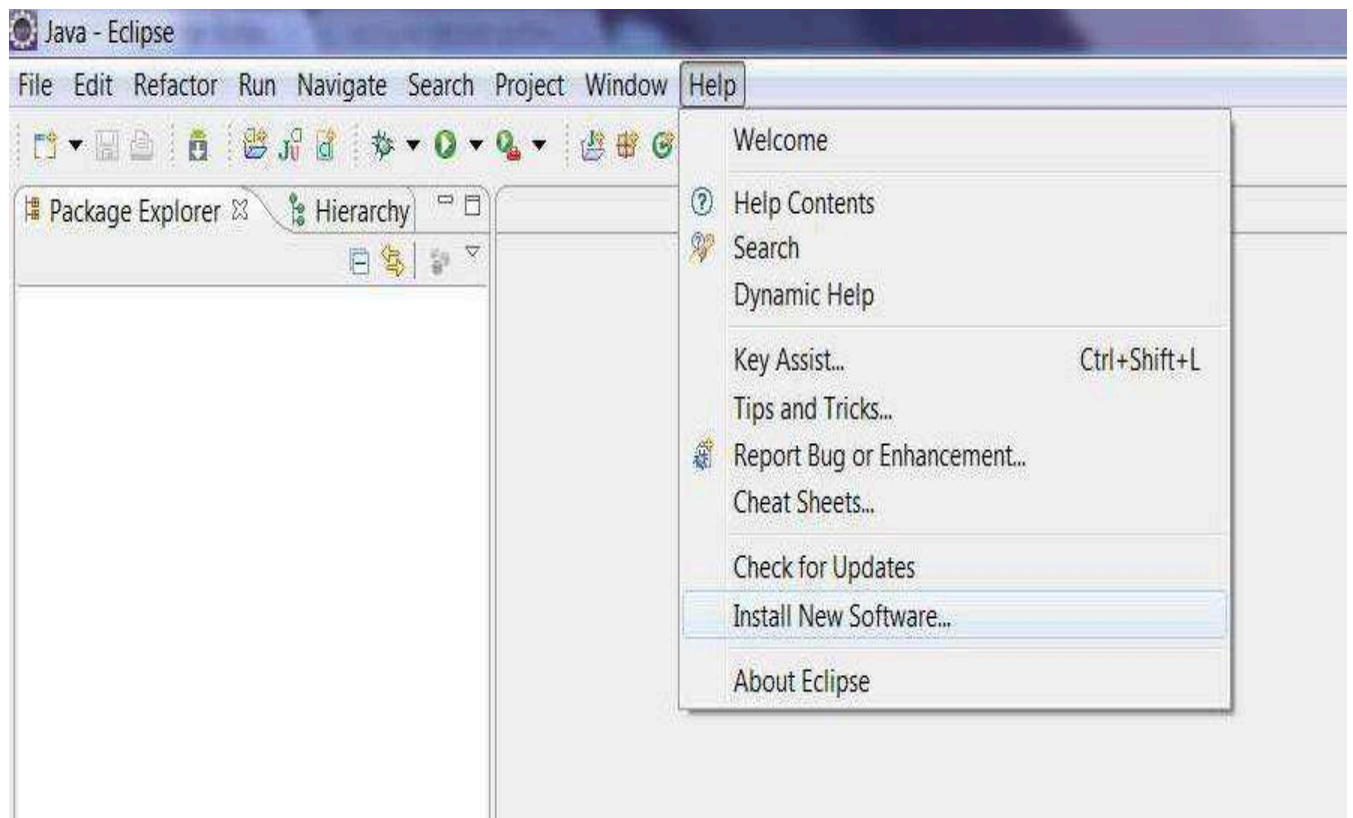 Java - Eclipse
File Edit Refactor Run Navigate Search Project Window Help
Package Explorer Hierarchy
Welcome
Help Contents
Search
Dynamic Help
Key Assist... Ctrl+Shift+L
Tips and Tricks...
Report Bug or Enhancement...
Cheat Sheets...
Check for Updates
Install New Software...
About Eclipse